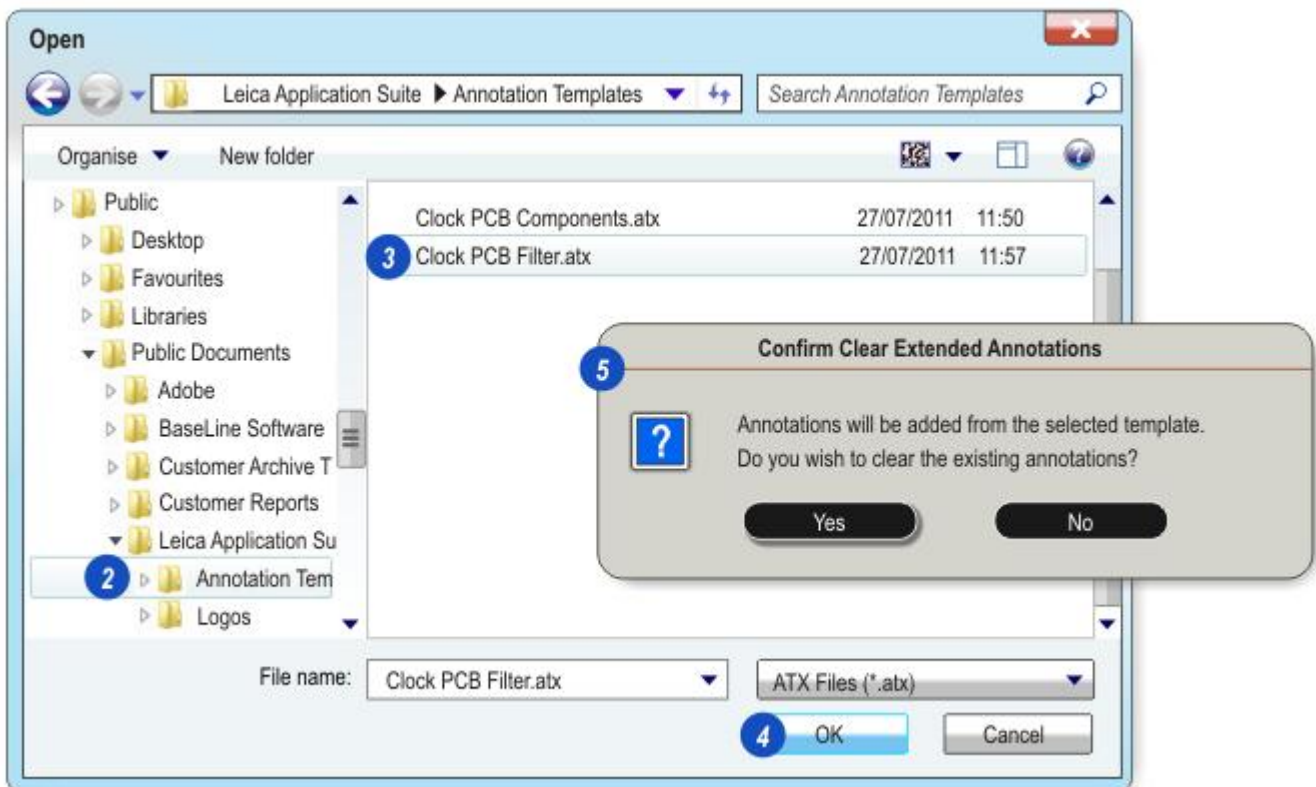 Open
Leica Application Suite Annotation Templates
Search Annotation Templates
Organise New folder
?
Public
Desktop
Favourites
Libraries
Public Documents
Adobe
BaseLine Software
Customer Archive T
Customer Reports
Leica Application Su
2 Annotation Tem
Logos
Clock PCB Components.atx 27/07/2011 11:50
3 Clock PCB Filter.atx 27/07/2011 11:57
5 Confirm Clear Extended Annotations
?
Annotations will be added from the selected template.
Do you wish to clear the existing annotations?
Yes No
File name: Clock PCB Filter.atx ATX Files (*.atx)
4 OK Cancel